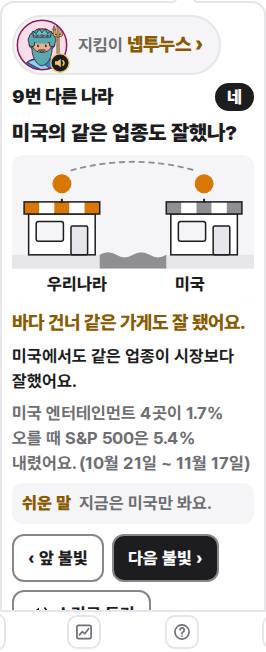 지킴이 넵투누스 ›
9번 다른 나라 네
미국의 같은 업종도 잘했나?
우리나라 미국
바다 건너 같은 가게도 잘 됐어요.
미국에서도 같은 업종이 시장보다
잘했어요.
미국 엔터테인먼트 4곳이 1.7%
오를 때 S&P 500은 5.4%
내렸어요. (10월 21일 ~ 11월 17일)
쉬운 말 지금은 미국만 봐요.
‹ 앞 불빛 다음 불빛 ›